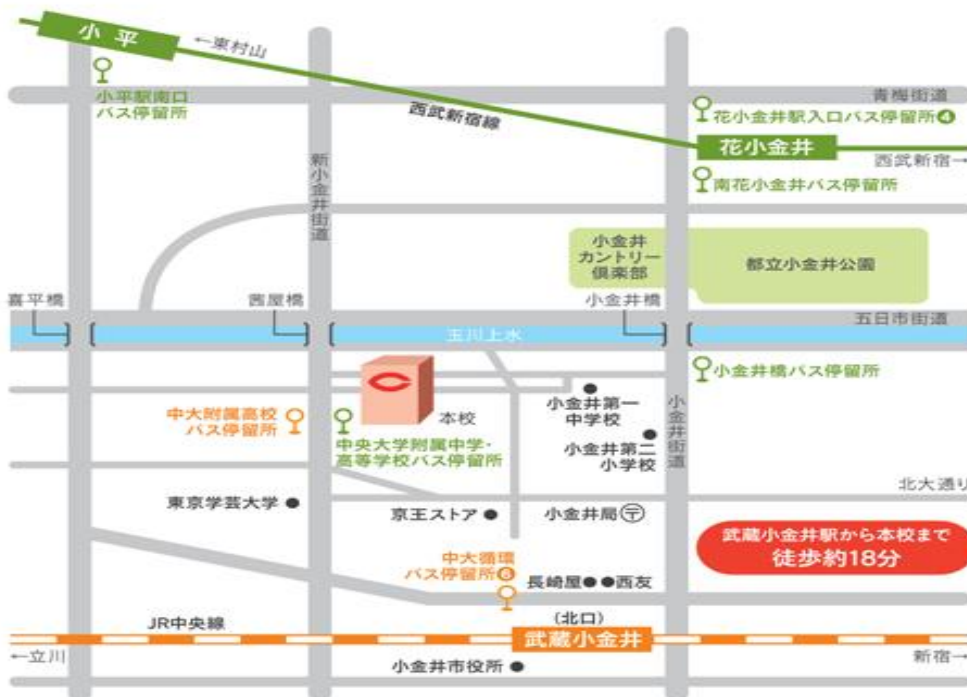 小平
←東村山
小平駅南口
バス停留所
西武新宿線
青梅街道
花小金井駅入口バス停留所❹
花小金井
西武新宿→
南花小金井バス停留所
新小金井街道
小金井
カントリー
倶楽部
都立小金井公園
喜平橋
茜屋橋
小金井橋
五日市街道
玉川上水
小金井橋バス停留所
本校
中大附属高校
バス停留所
中央大学附属中学・
高等学校バス停留所
小金井第一
中学校
小金井第二
小学校
小金井街道
北大通り
東京学芸大学
京王ストア
小金井局〒
武蔵小金井駅から本校まで
徒歩約18分
中大循環
バス停留所❸
長崎屋
西友
(北口)
JR中央線
武蔵小金井
←立川
新宿→
小金井市役所